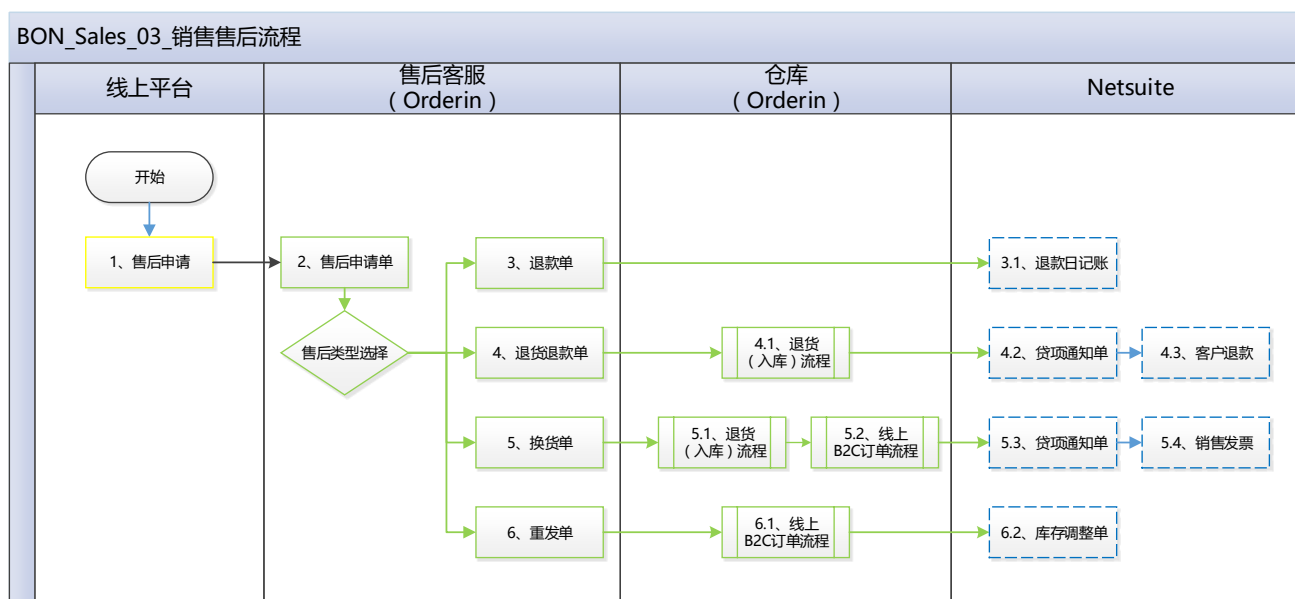 BON_Sales_03_销售售后流程
线上平台
售后客服
（Orderin）
仓库
（Orderin）
Netsuite
开始
1、售后申请
2、售后申请单
3、退款单
3.1、退款日记账
售后类型选择
4、退货退款单
4.1、退货
（入库）流程
4.2、贷项通知单
4.3、客户退款
5、换货单
5.1、退货
（入库）流程
5.2、线上
B2C订单流程
5.3、贷项通知单
5.4、销售发票
6、重发单
6.1、线上
B2C订单流程
6.2、库存调整单